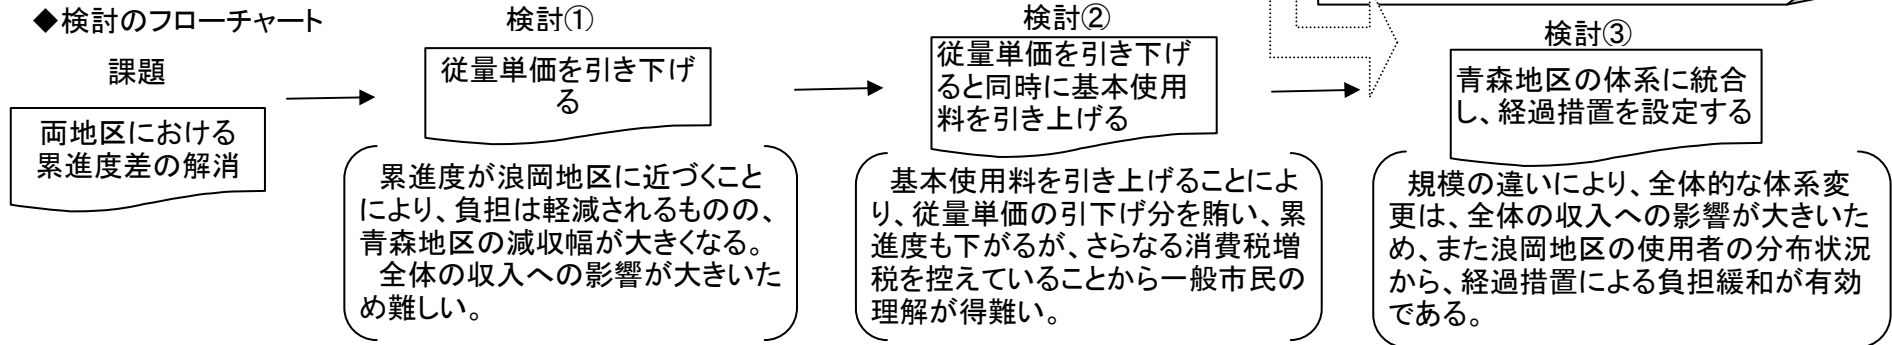 ◆検討のフローチャート
課題
両地区における
累進度差の解消
検討①
従量単価を引き下げ
る
累進度が浪岡地区に近づくこと
により、負担は軽減されるものの、
青森地区の減収幅が大きくなる。
全体の収入への影響が大きいた
め難しい。
検討②
従量単価を引き下げ
ると同時に基本使用
料を引き上げる
基本使用料を引き上げることによ
り、従量単価の引下げ分を賄い、累
進度も下がるが、さらなる消費税増
税を控えていることから一般市民の
理解が得難い。
検討③
青森地区の体系に統合
し、経過措置を設定する
規模の違いにより、全体的な体系変
更は、全体の収入への影響が大きいた
め、また浪岡地区の使用者の分布状況
から、経過措置による負担緩和が有効
である。